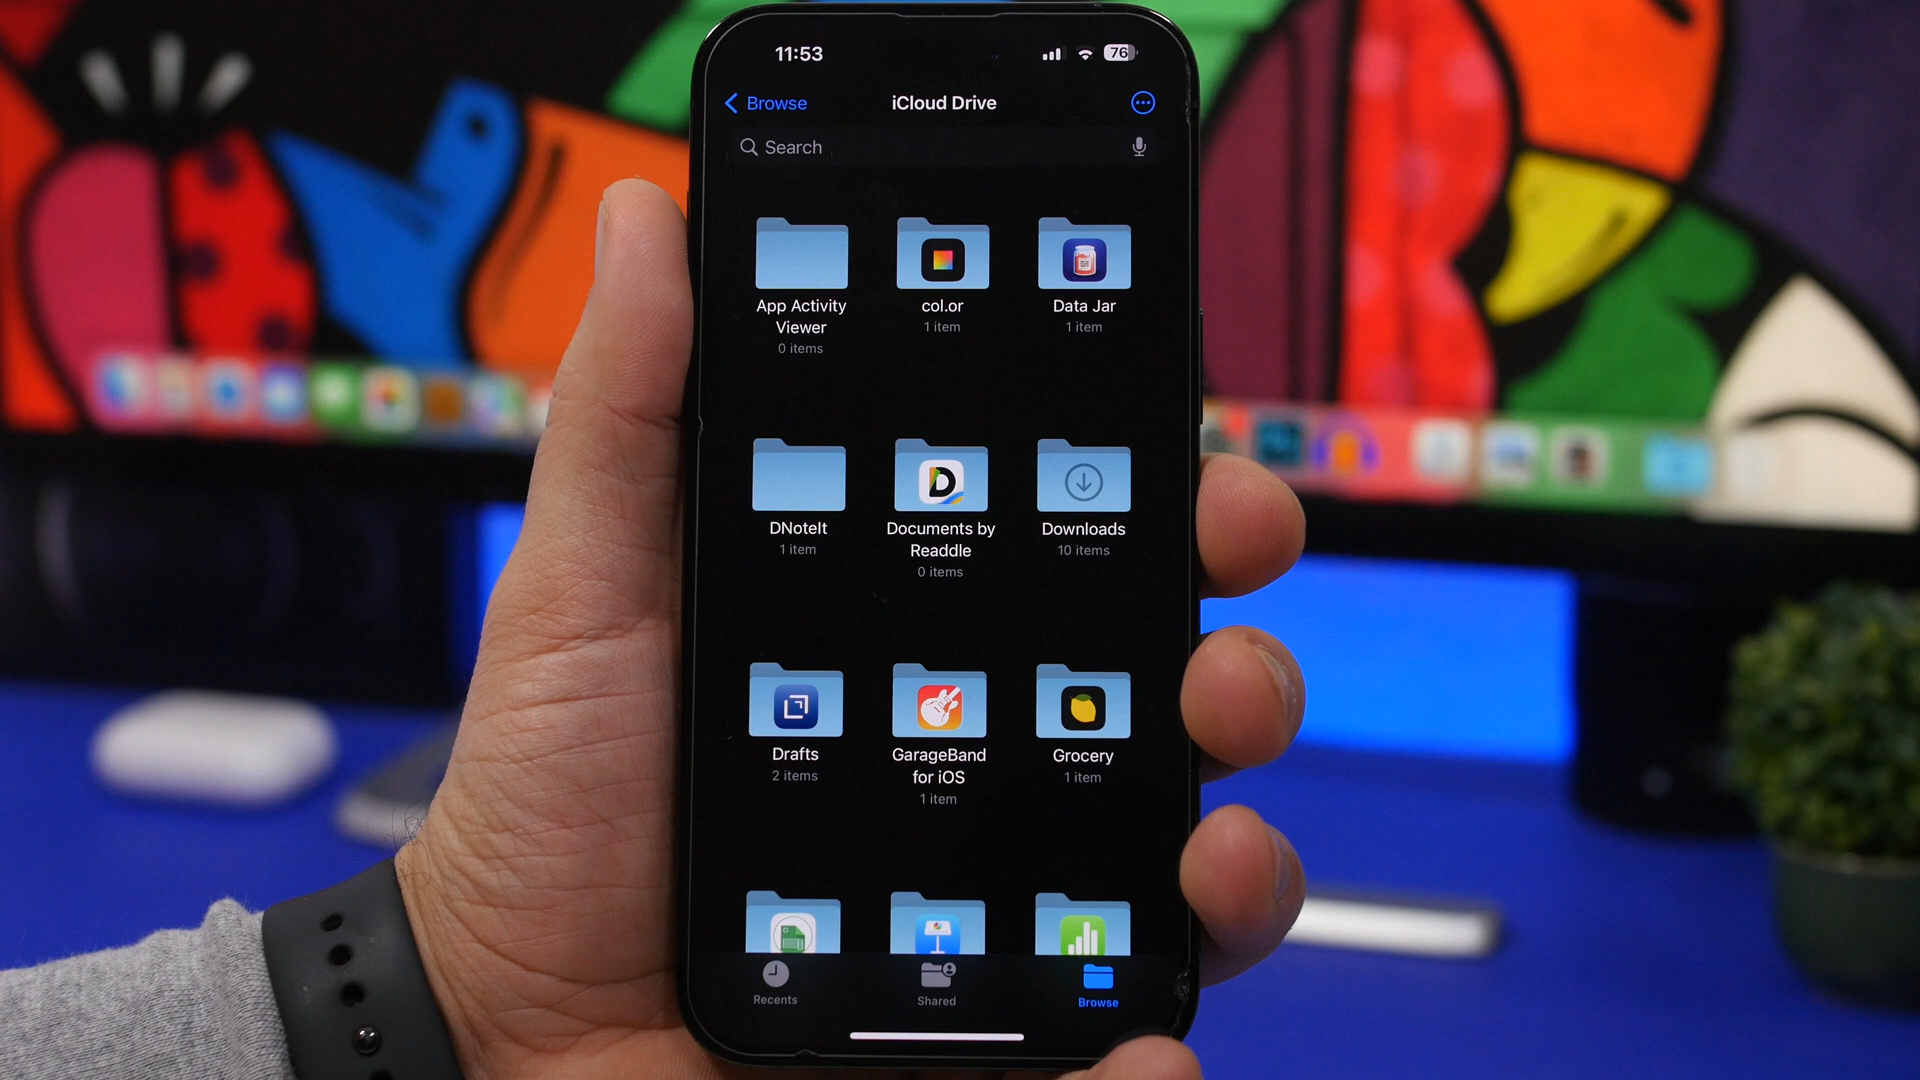 11:53
76
Browse
iCloud Drive
Search
App Activity
Viewer
0 items
col.or
1 item
Data Jar
1 item
DNoteIt
1 item
Documents by
Readdle
0 items
Downloads
10 items
Drafts
2 items
GarageBand
for iOS
1 item
Grocery
1 item
Recents
Shared
Browse